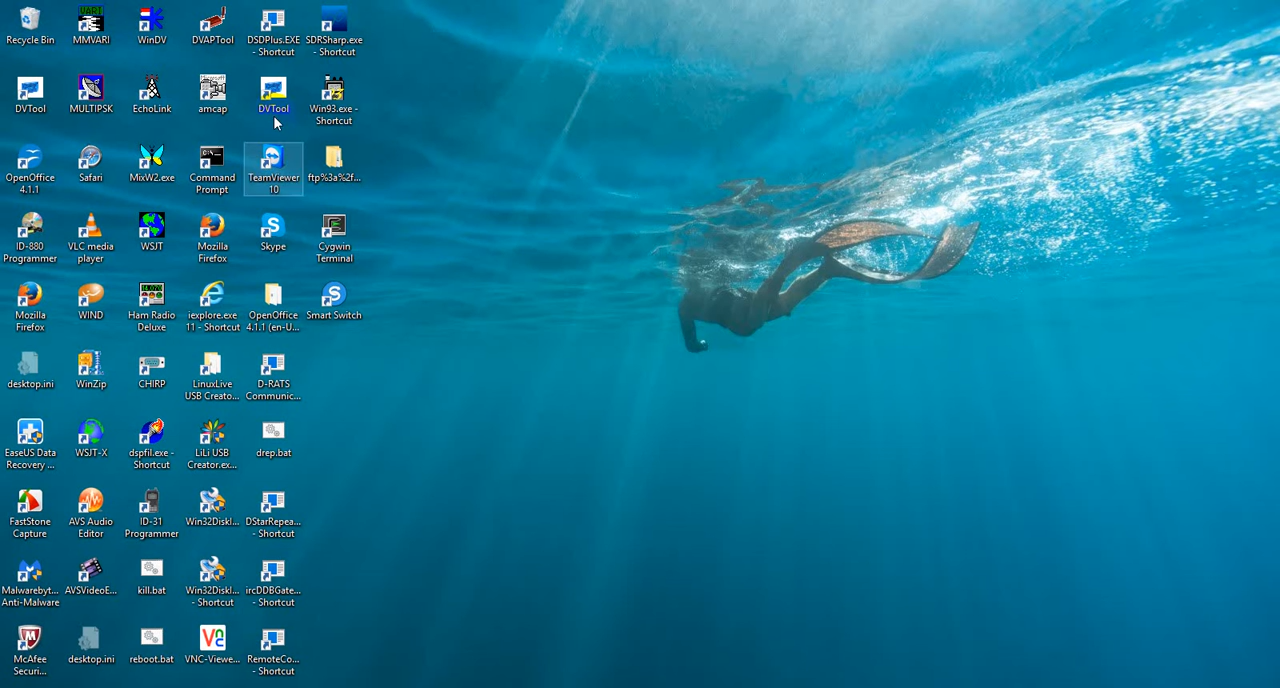 Recycle Bin
MMVARI
WinDV
DVAPTool
DSDPlus.EXE
- Shortcut
SDRSharp.exe
- Shortcut
DVTool
MULTIPSK
EchoLink
amcap
DVTool
Win93.exe -
Shortcut
OpenOffice
4.1.1
Safari
MixW2.exe
Command
Prompt
TeamViewer
10
ftp%3a%2f...
ID-880
Programmer
VLC media
player
WSJT
Mozilla
Firefox
Skype
Cygwin
Terminal
Mozilla
Firefox
WIND
Ham Radio
Deluxe
iexplore.exe
11 - Shortcut
OpenOffice
4.1.1 (en-U...
Smart Switch
desktop.ini
WinZip
CHIRP
LinuxLive
USB Creato...
D-RATS
Communic...
EaseUS Data
Recovery ...
WSJT-X
dspfil.exe -
Shortcut
LiLi USB
Creator.ex...
drep.bat
FastStone
Capture
AVS Audio
Editor
ID-31
Programmer
Win32DiskI...
DStarRepea...
- Shortcut
Malwarebyt...
Anti-Malware
AVSVideoE...
kill.bat
Win32DiskI...
- Shortcut
ircDDBGate...
- Shortcut
McAfee
Securi...
desktop.ini
reboot.bat
VNC-Viewe...
RemoteCo...
- Shortcut